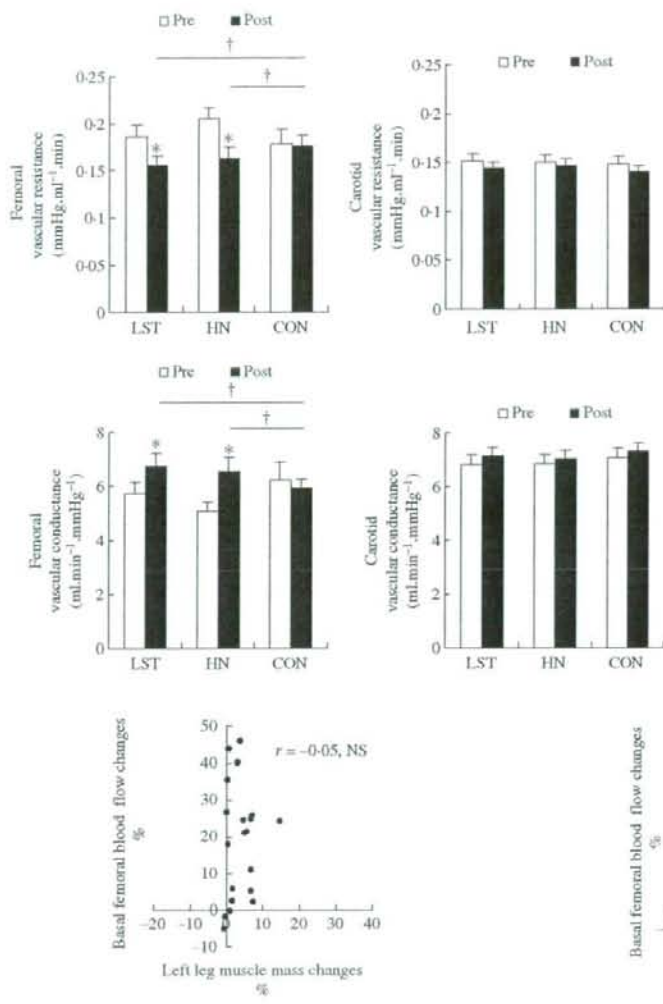 □ Pre ■ Post
†
†
0·25
0·2
0·15
0·1
0·05
0
*
*
Femoral
vascular resistance
(mmHg.ml⁻¹.min)
LST HN CON
□ Pre ■ Post
0·25
0·2
0·15
0·1
0·05
0
Carotid
vascular resistance
(mmHg.ml⁻¹.min)
LST HN CON
□ Pre ■ Post
†
†
8
6
4
2
0
*
*
Femoral
vascular conductance
(ml.min⁻¹.mmHg⁻¹)
LST HN CON
□ Pre ■ Post
8
6
4
2
0
Carotid
vascular conductance
(ml.min⁻¹.mmHg⁻¹)
LST HN CON
Basal femoral blood flow changes
%
50
40
30
20
10
0
-10
r = -0·05, NS
-20 -10 0 10 20 30 40
Left leg muscle mass changes
%
Basal femoral blood flow changes
%